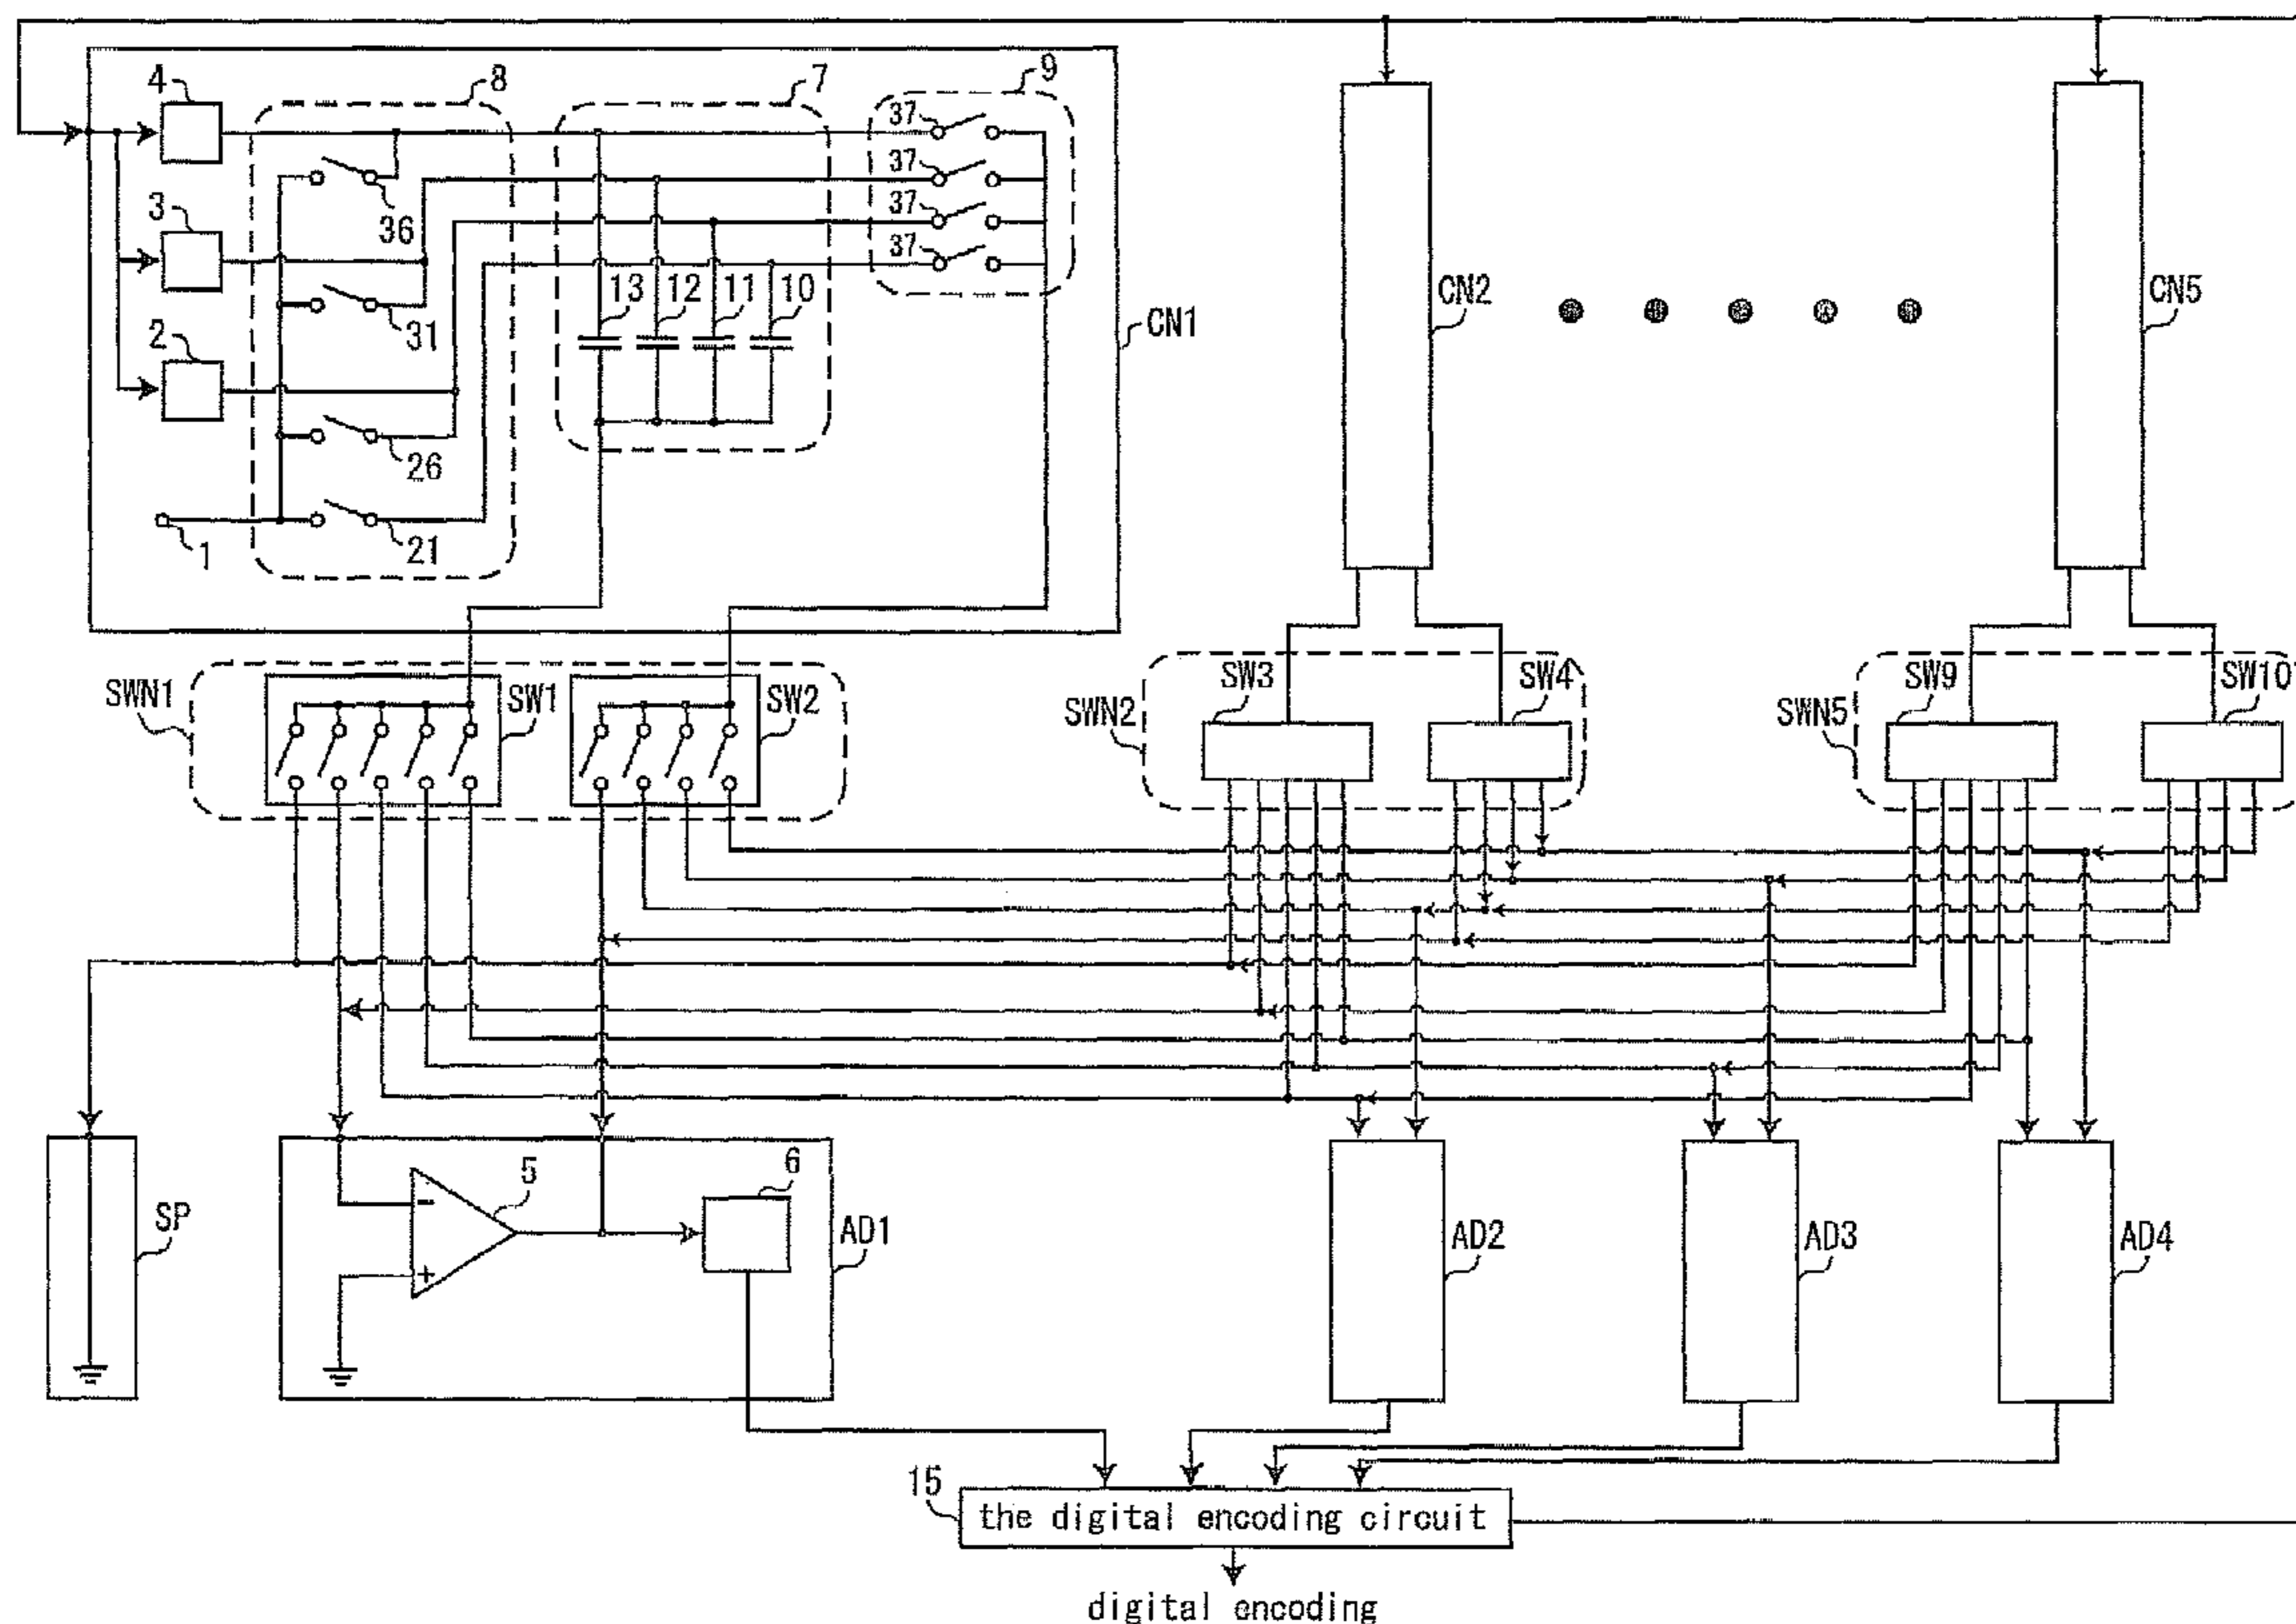 4
8
7
9
37
37
37
37
36
3
31
2
13
12
11
10
26
1
21
CN1
CN2
CN5
SWN1
SW1
SW2
SWN2
SW3
SW4
SWN5
SW9
SW10
SP
-
+
5
6
AD1
AD2
AD3
AD4
15
the digital encoding circuit
digital encoding